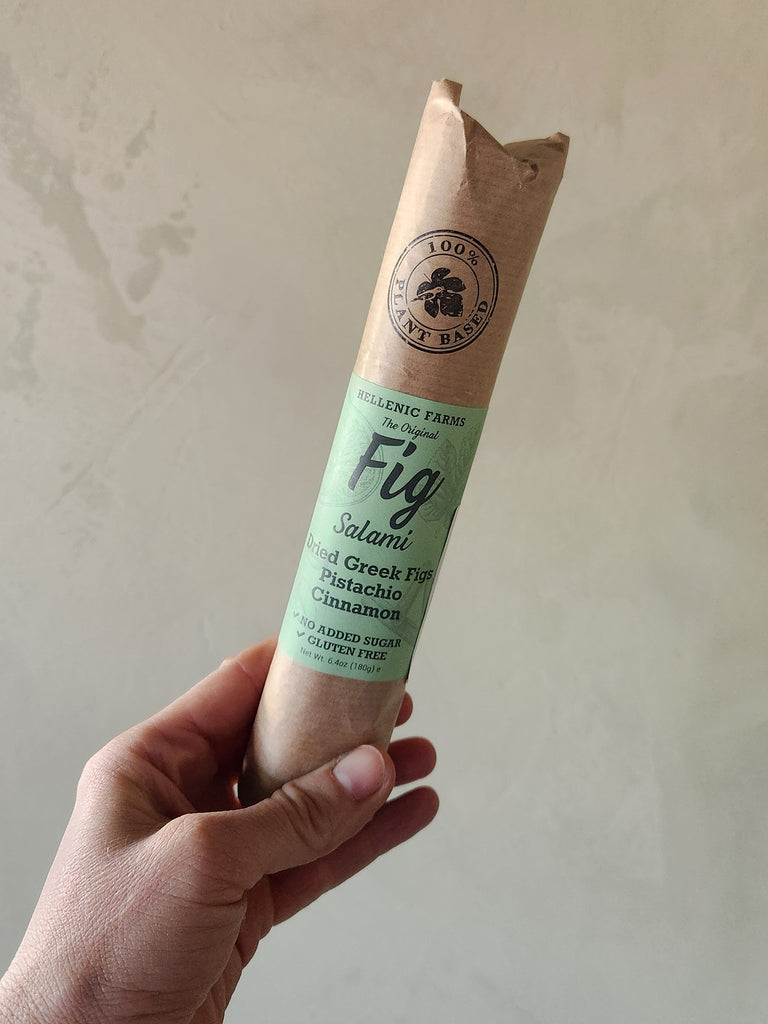 100%
PLANT BASED
HELLENIC FARMS
The Original
Fig
Salami
Dried Greek Figs
Pistachio
Cinnamon
✓ NO ADDED SUGAR
✓ GLUTEN FREE
Net Wt. 6.4oz (180g) e